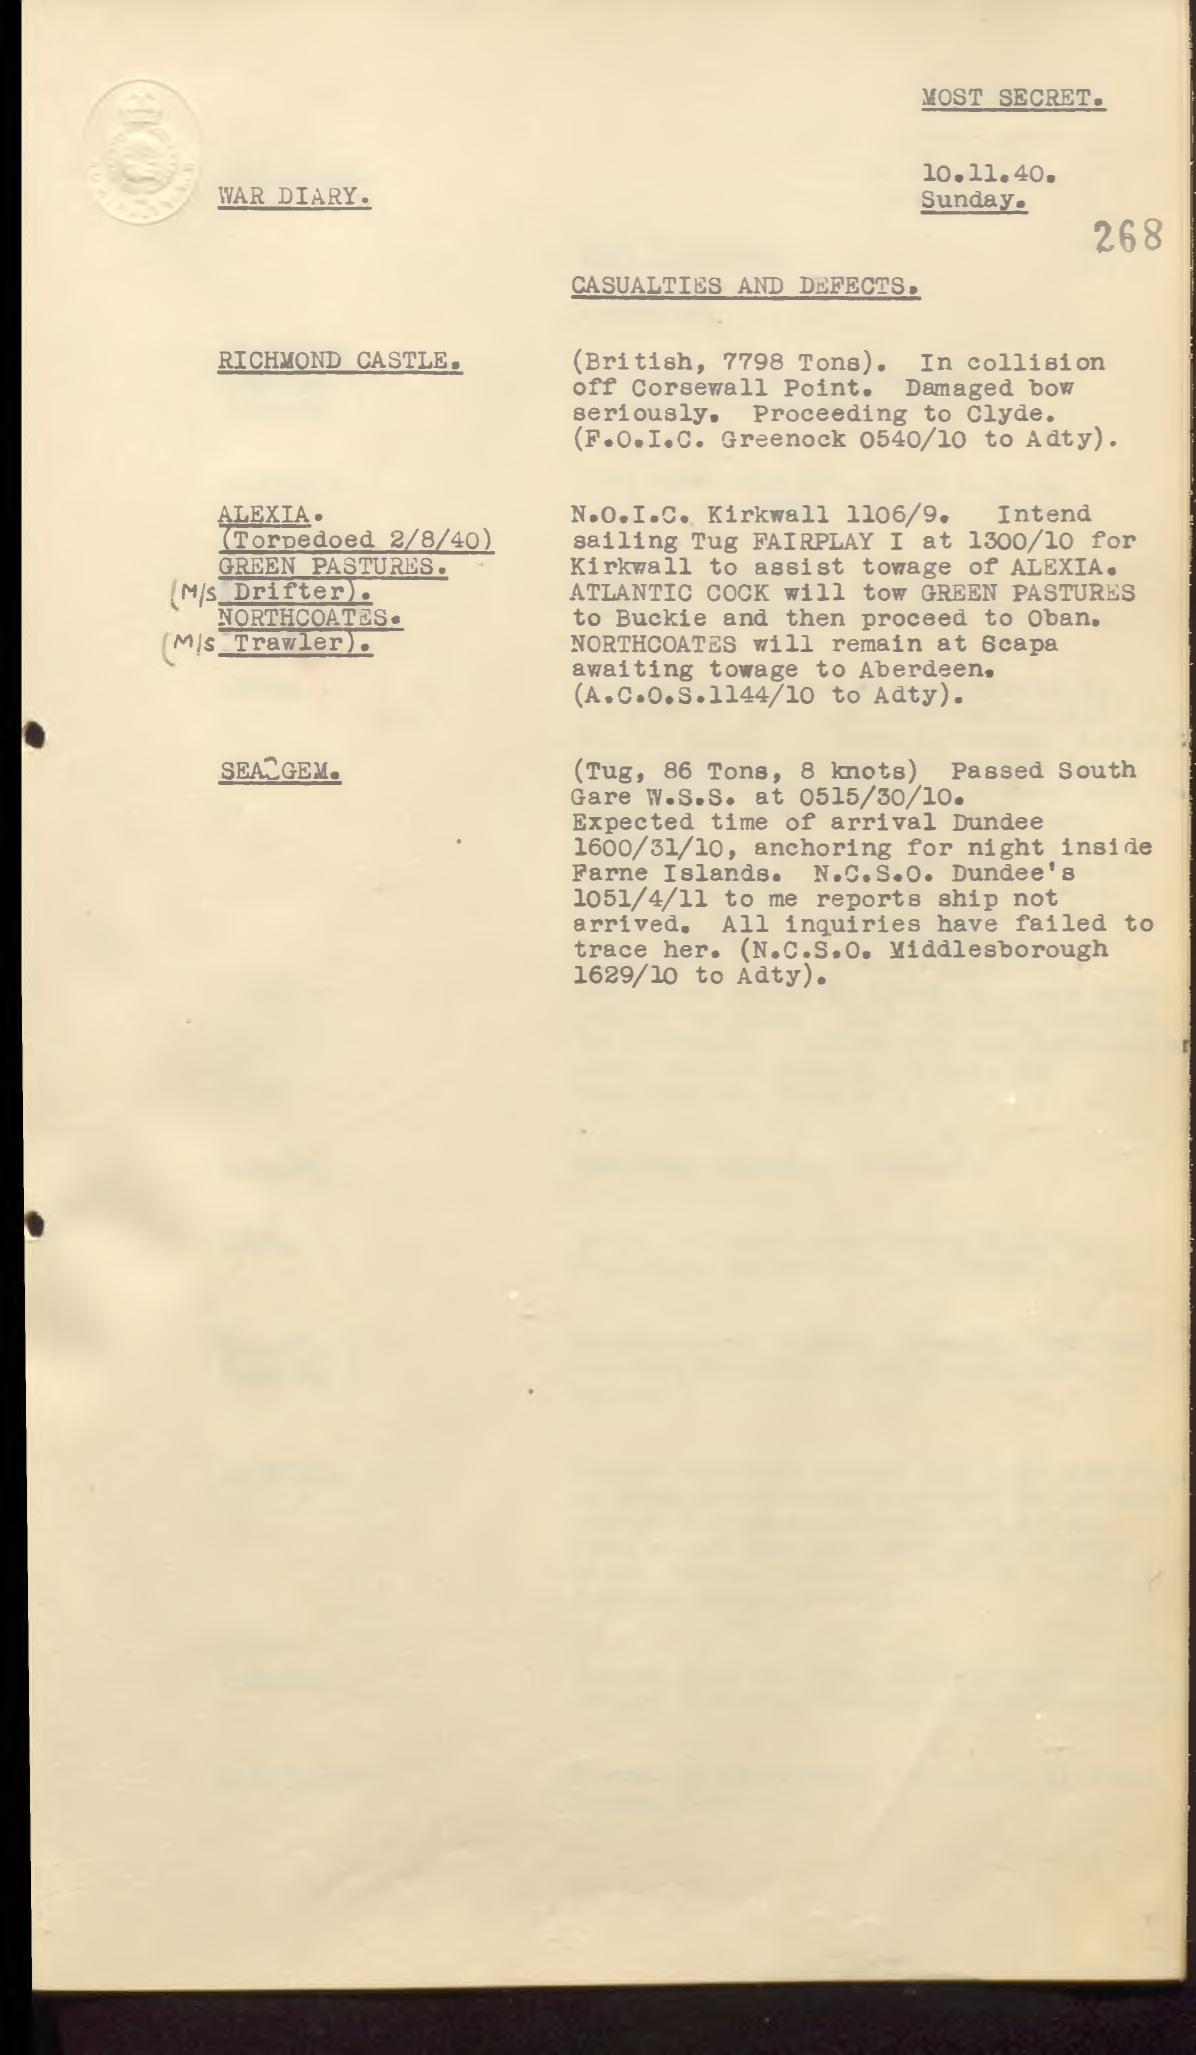 MOST SECRET.
10.11.40.
WAR DIARY.
Sunday.
268
CASUALTIES AND DEFECTS.
RICHMOND CASTLE.
(British, 7798 Tons). In collision
off Corsewall Point. Damaged bow
seriously. Proceeding to Clyde.
(F.O.I.C. Greenock 0540/10 to Adty).
ALEXIA.
(Torpedoed 2/8/40)
GREEN PASTURES.
(M/s Drifter).
NORTHCOATES.
(M/s Trawler).
N.O.I.C. Kirkwall 1106/9. Intend
sailing Tug FAIRPLAY I at 1300/10 for
Kirkwall to assist towage of ALEXIA.
ATLANTIC COCK will tow GREEN PASTURES
to Buckie and then proceed to Oban.
NORTHCOATES will remain at Scapa
awaiting towage to Aberdeen.
(A.C.O.S.1144/10 to Adty).
SEA GEM.
(Tug, 86 Tons, 8 knots) Passed South
Gare W.S.S. at 0515/30/10.
Expected time of arrival Dundee
1600/31/10, anchoring for night inside
Farne Islands. N.C.S.O. Dundee's
1051/4/11 to me reports ship not
arrived. All inquiries have failed to
trace her. (N.C.S.O. Middlesborough
1629/10 to Adty).